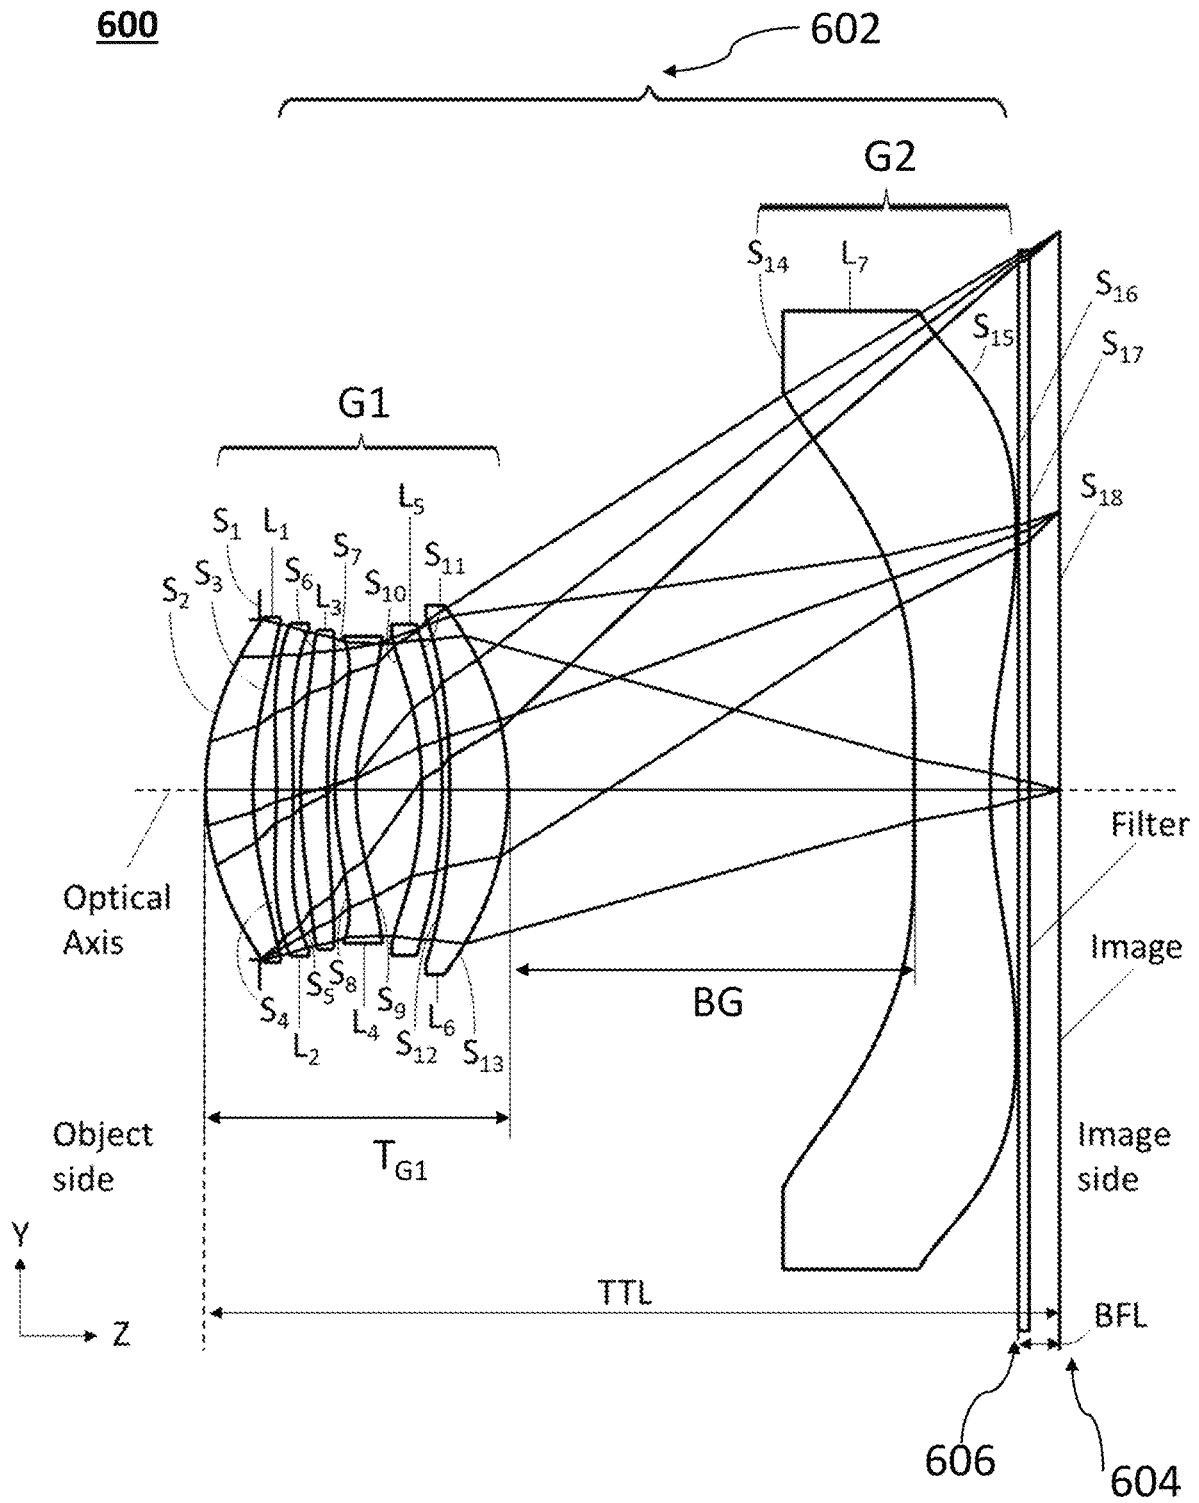 600
602
G2
S14
L7
S16
S15
S17
G1
L5
S18
S1
L1
S7
S11
S3
S6
L3
S10
S2
Filter
Optical
Axis
Image
S4
S5
S8
S9
L2
L4
S12
L6
S13
BG
Object
side
TG1
Image
side
Y
TTL
Z
BFL
606
604